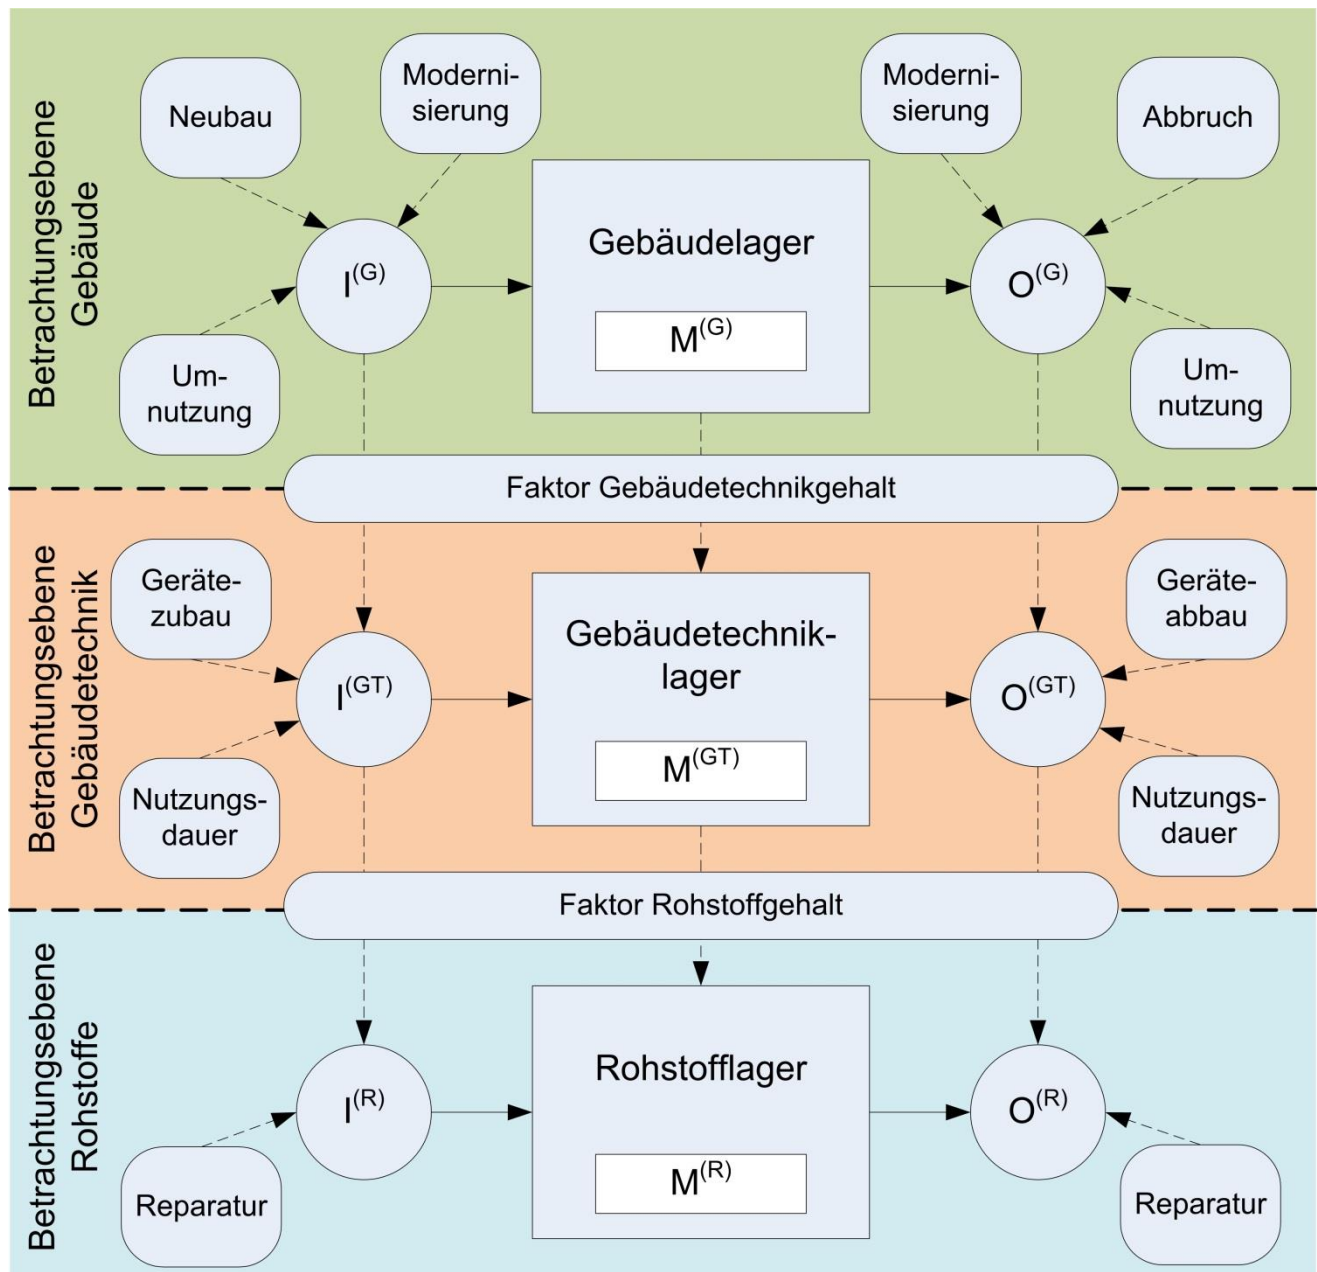 Betrachtungsebene
Gebäude
Neubau
Moderni-
sierung
Moderni-
sierung
Abbruch
I(G)
Gebäudelager
M(G)
O(G)
Um-
nutzung
Um-
nutzung
Faktor Gebäudetechnikgehalt
Betrachtungsebene
Gebäudetechnik
Geräte-
zubau
Geräte-
abbau
I(GT)
Gebäudetechnik-
lager
M(GT)
O(GT)
Nutzungs-
dauer
Nutzungs-
dauer
Faktor Rohstoffgehalt
Betrachtungsebene
Rohstoffe
I(R)
Rohstofflager
M(R)
O(R)
Reparatur
Reparatur